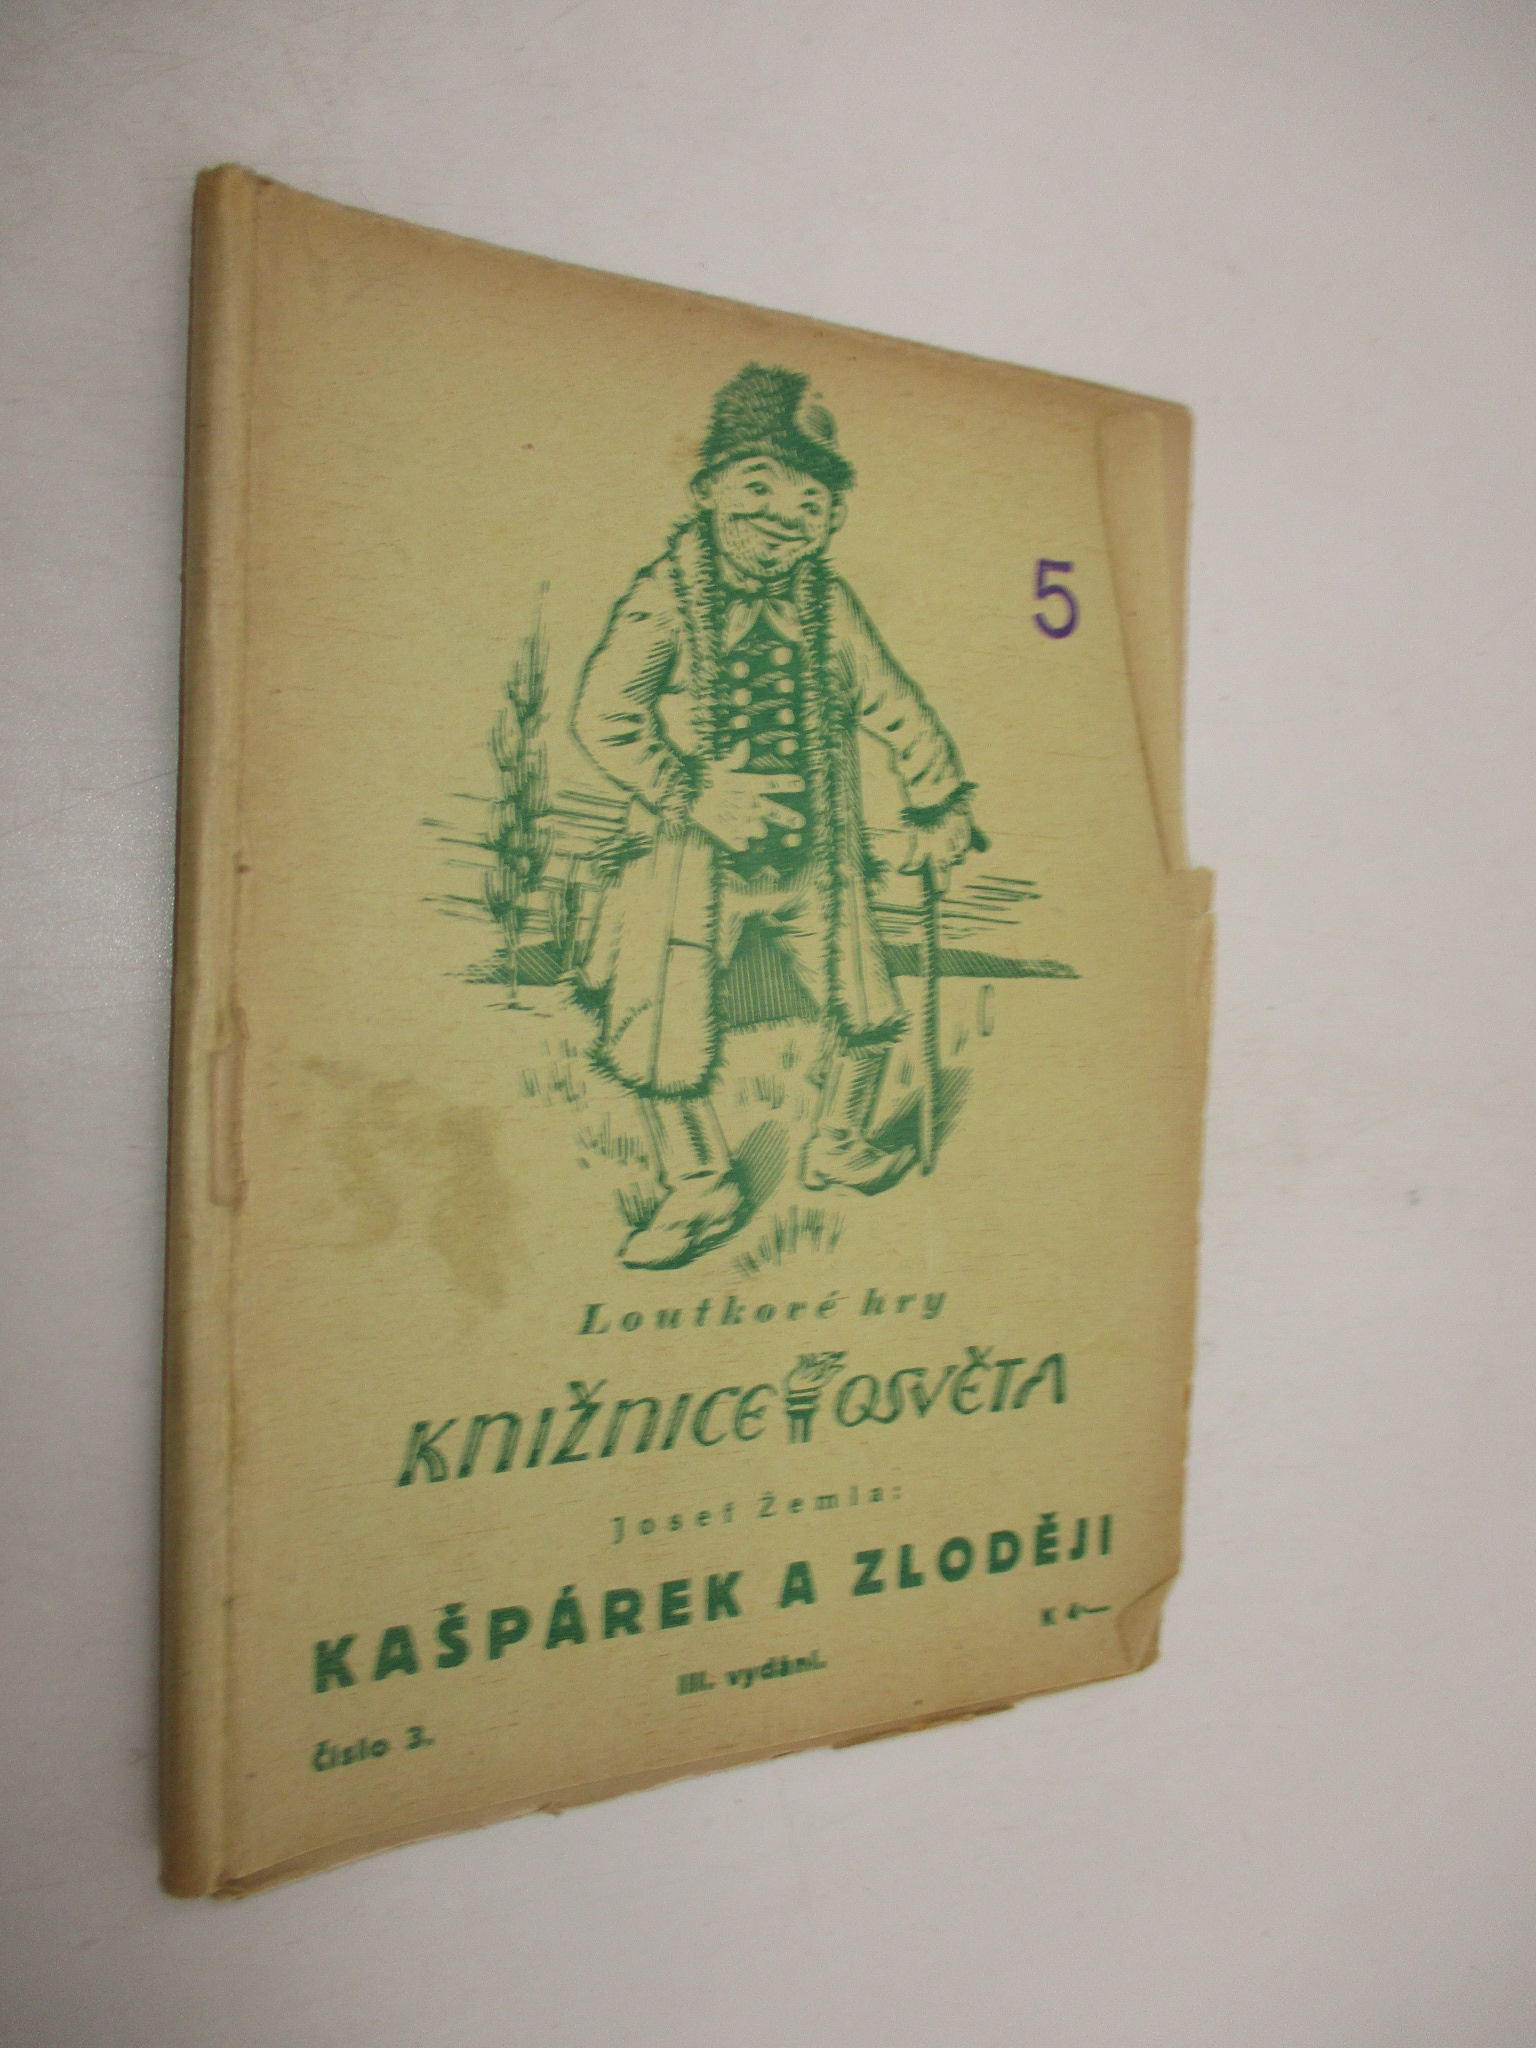 5
Loutkové hry
KNIŽNICE OSVĚTA
Josef Žemla:
KAŠPÁREK A ZLODĚJI
K 4—
III. vydání.
číslo 3.